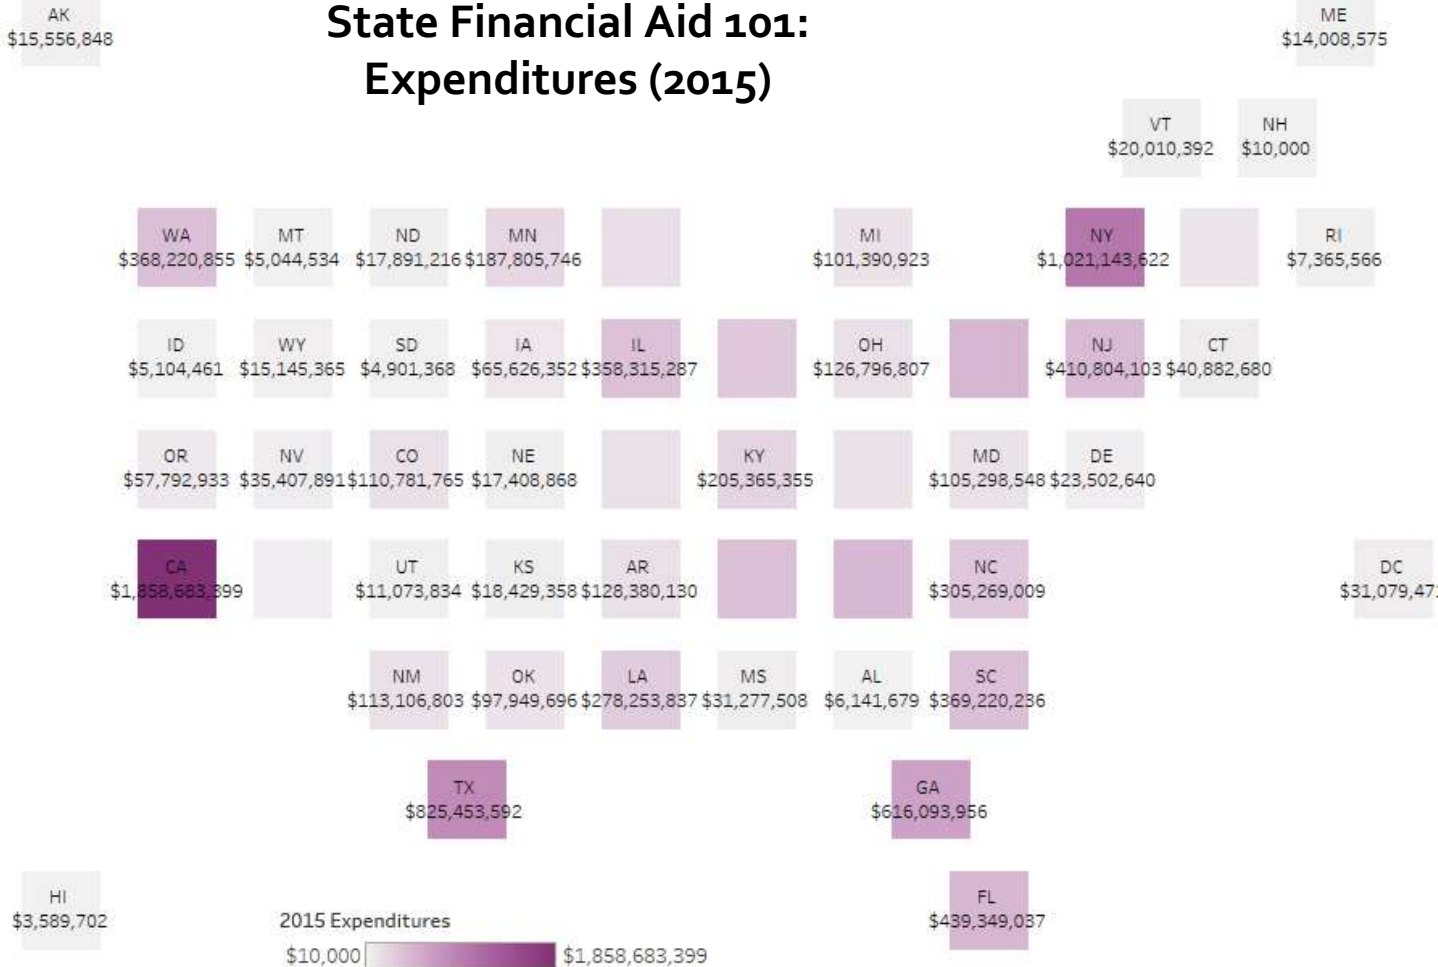 AK
$15,556,848
State Financial Aid 101:
Expenditures (2015)
ME
$14,008,575
VT
$20,010,392
NH
$10,000
WA
$368,220,855
MT
$5,044,534
ND
$17,891,216
MN
$187,805,746
MI
$101,390,923
NY
$1,021,143,622
RI
$7,365,566
ID
$5,104,461
WY
$15,145,365
SD
$4,901,368
IA
$65,626,352
IL
$358,315,287
OH
$126,796,807
NJ
$410,804,103
CT
$40,882,680
OR
$57,792,933
NV
$35,407,891
CO
$110,781,765
NE
$17,408,868
KY
$205,365,355
MD
$105,298,548
DE
$23,502,640
CA
$1,858,683,399
UT
$11,073,834
KS
$18,429,358
AR
$128,380,130
NC
$305,269,009
DC
$31,079,471
NM
$113,106,803
OK
$97,949,696
LA
$278,253,837
MS
$31,277,508
AL
$6,141,679
SC
$369,220,236
TX
$825,453,592
GA
$616,093,956
HI
$3,589,702
FL
$439,349,037
2015 Expenditures
$10,000
$1,858,683,399